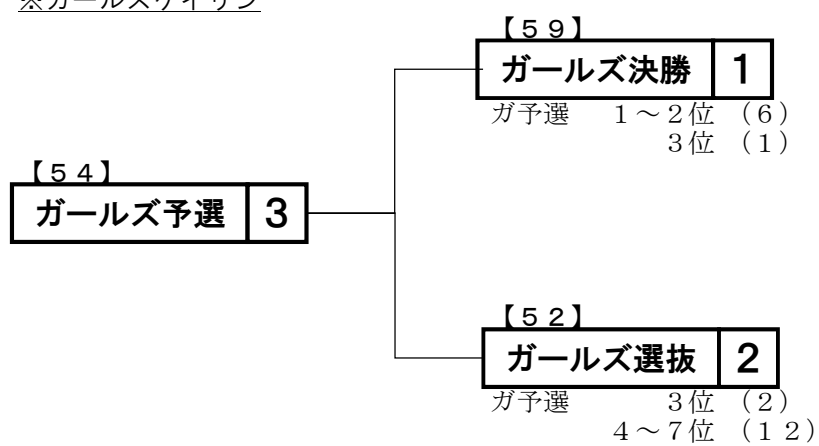 ※ガールズケイリン
【５９】
ガールズ決勝 1
ガ予選 １～２位 （６）
３位 （１）
【５４】
ガールズ予選 3
【５２】
ガールズ選抜 2
ガ予選 ３位 （２）
４～７位 （１２）